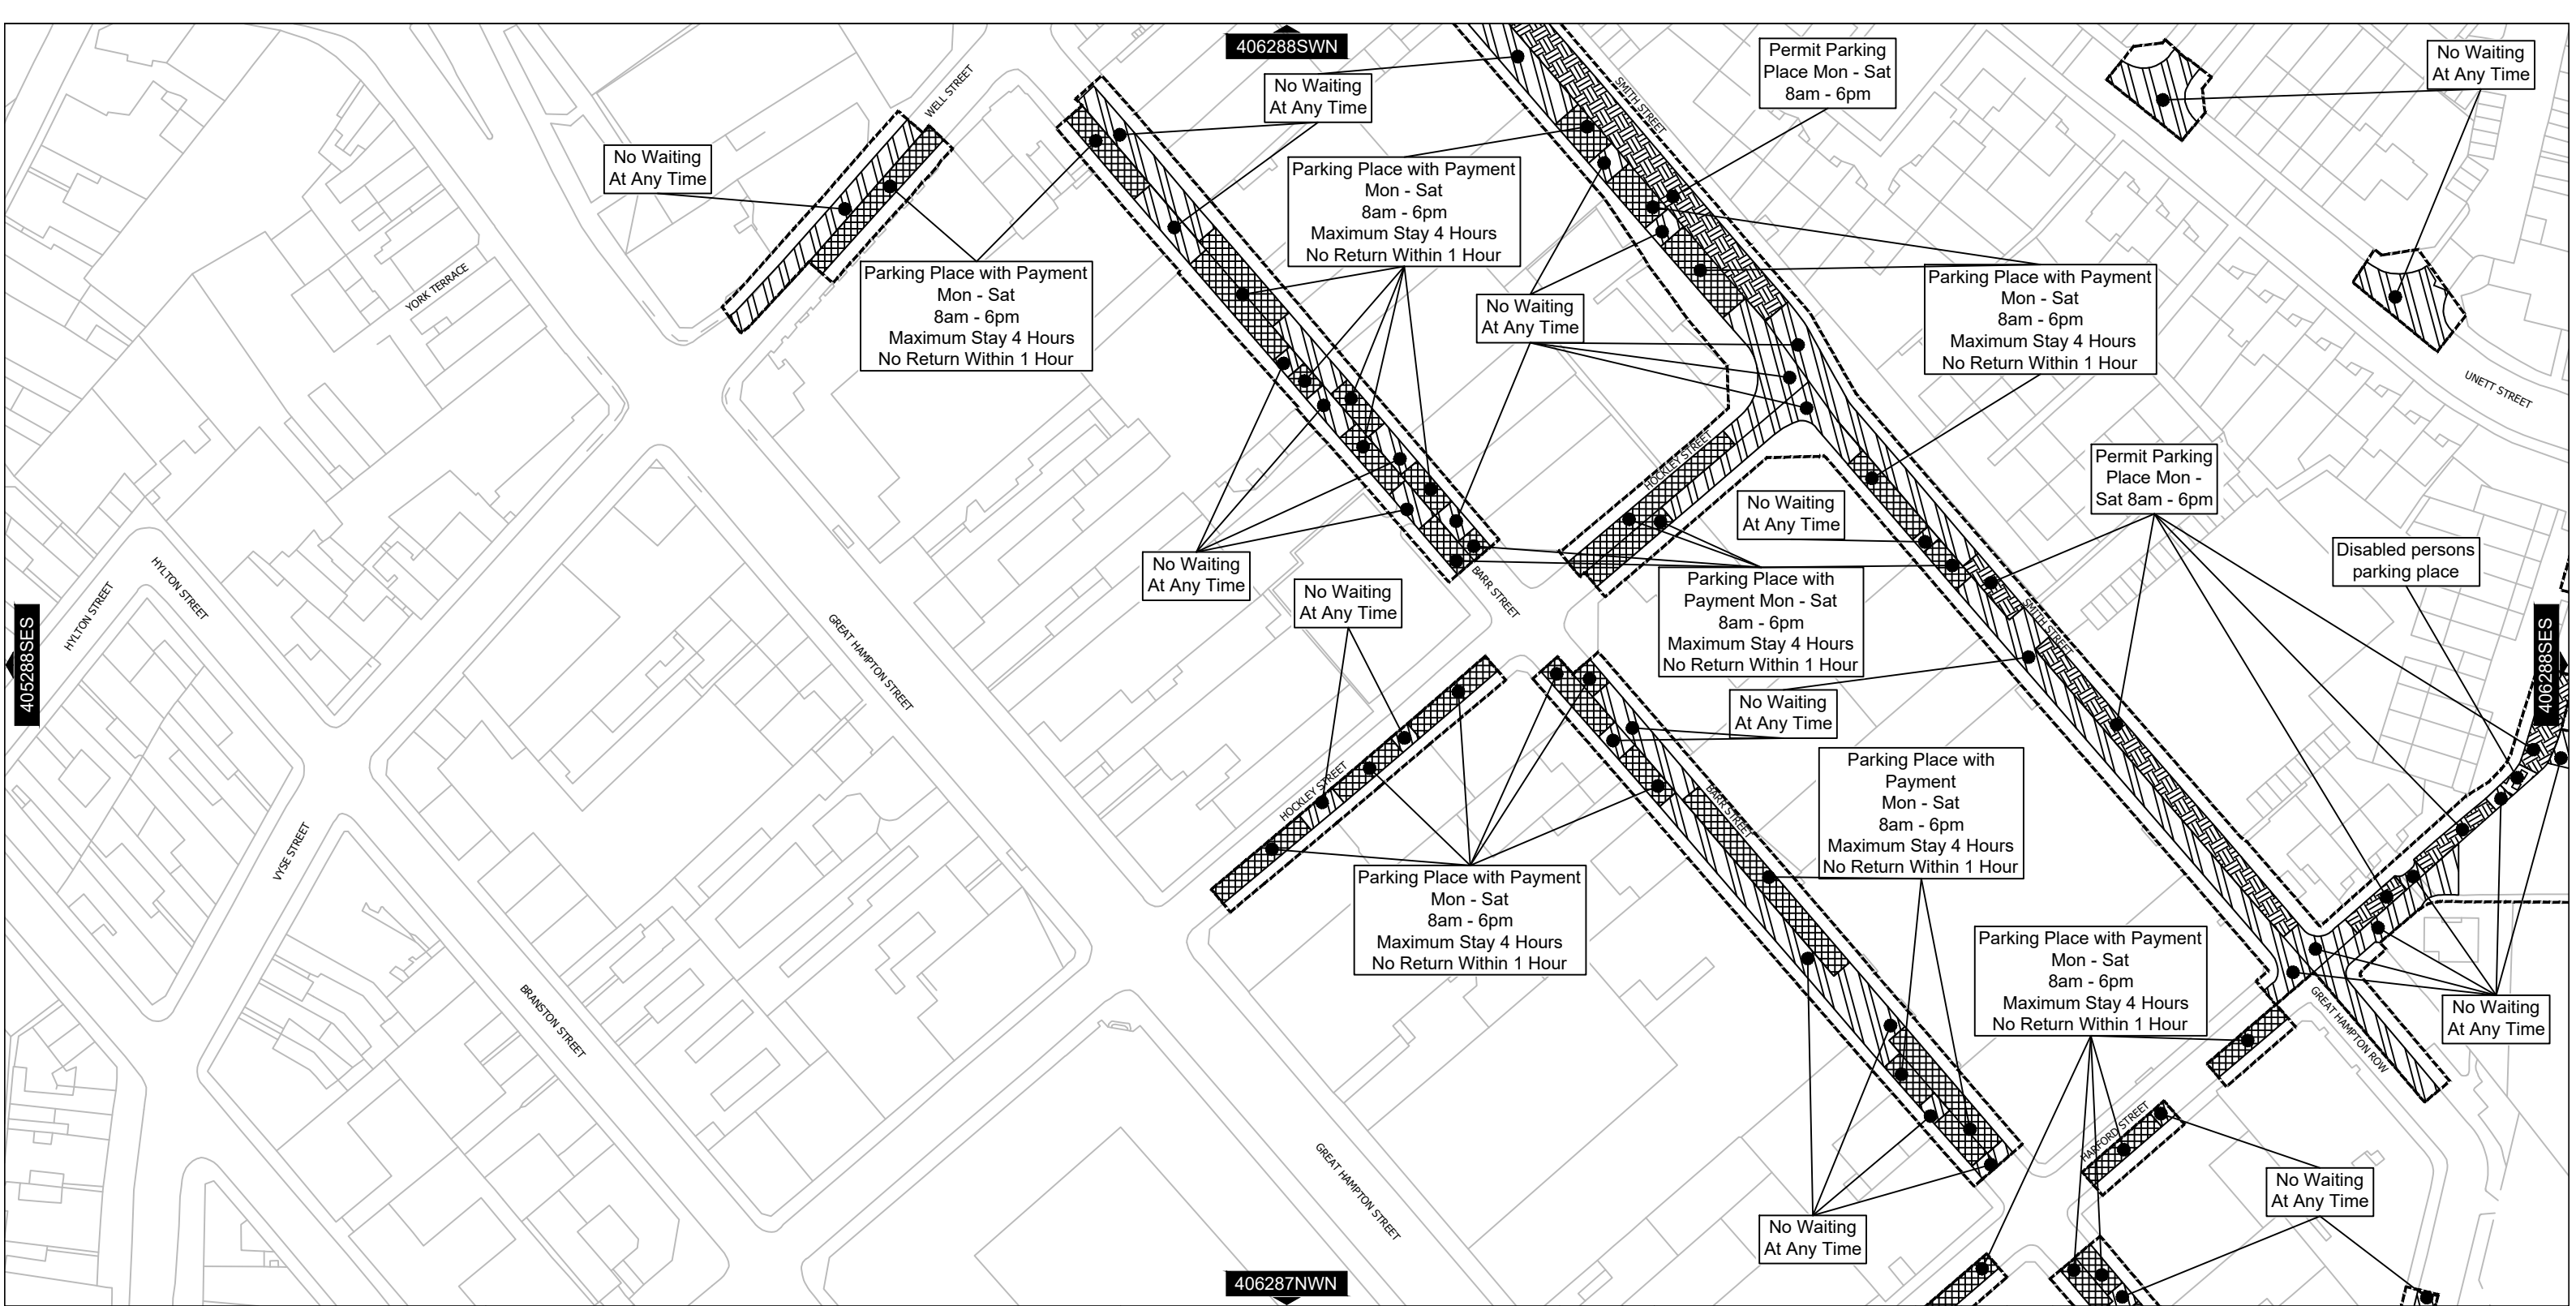 406288SWN
No Waiting
At Any Time
Permit Parking
Place Mon - Sat
8am - 6pm
No Waiting
At Any Time
WELL STREET
SMITH STREET
No Waiting
At Any Time
Parking Place with Payment
Mon - Sat
8am - 6pm
Maximum Stay 4 Hours
No Return Within 1 Hour
YORK TERRACE
Parking Place with Payment
Mon - Sat
8am - 6pm
Maximum Stay 4 Hours
No Return Within 1 Hour
No Waiting
At Any Time
Parking Place with Payment
Mon - Sat
8am - 6pm
Maximum Stay 4 Hours
No Return Within 1 Hour
UNETT STREET
HOCKLEY STREET
Permit Parking
Place Mon -
Sat 8am - 6pm
No Waiting
At Any Time
No Waiting
At Any Time
Disabled persons
parking place
HYLTON STREET
HYLTON STREET
BARR STREET
No Waiting
At Any Time
Parking Place with
Payment Mon - Sat
8am - 6pm
Maximum Stay 4 Hours
No Return Within 1 Hour
SMITH STREET
405288SES
GREAT HAMPTON STREET
406288SES
No Waiting
At Any Time
HOCKLEY STREET
BARR STREET
Parking Place with
Payment
Mon - Sat
8am - 6pm
Maximum Stay 4 Hours
No Return Within 1 Hour
VYSE STREET
Parking Place with Payment
Mon - Sat
8am - 6pm
Maximum Stay 4 Hours
No Return Within 1 Hour
Parking Place with Payment
Mon - Sat
8am - 6pm
Maximum Stay 4 Hours
No Return Within 1 Hour
BRANSTON STREET
GREAT HAMPTON ROW
No Waiting
At Any Time
HARFORD STREET
GREAT HAMPTON STREET
No Waiting
At Any Time
No Waiting
At Any Time
406287NWN